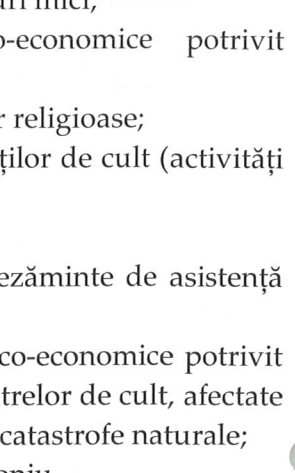 mici;
-economice potrivit
religioase;
ților de cult (activități
ezăminte de asistență
co-economice potrivit
trelor de cult, afectate
catastrofe naturale;